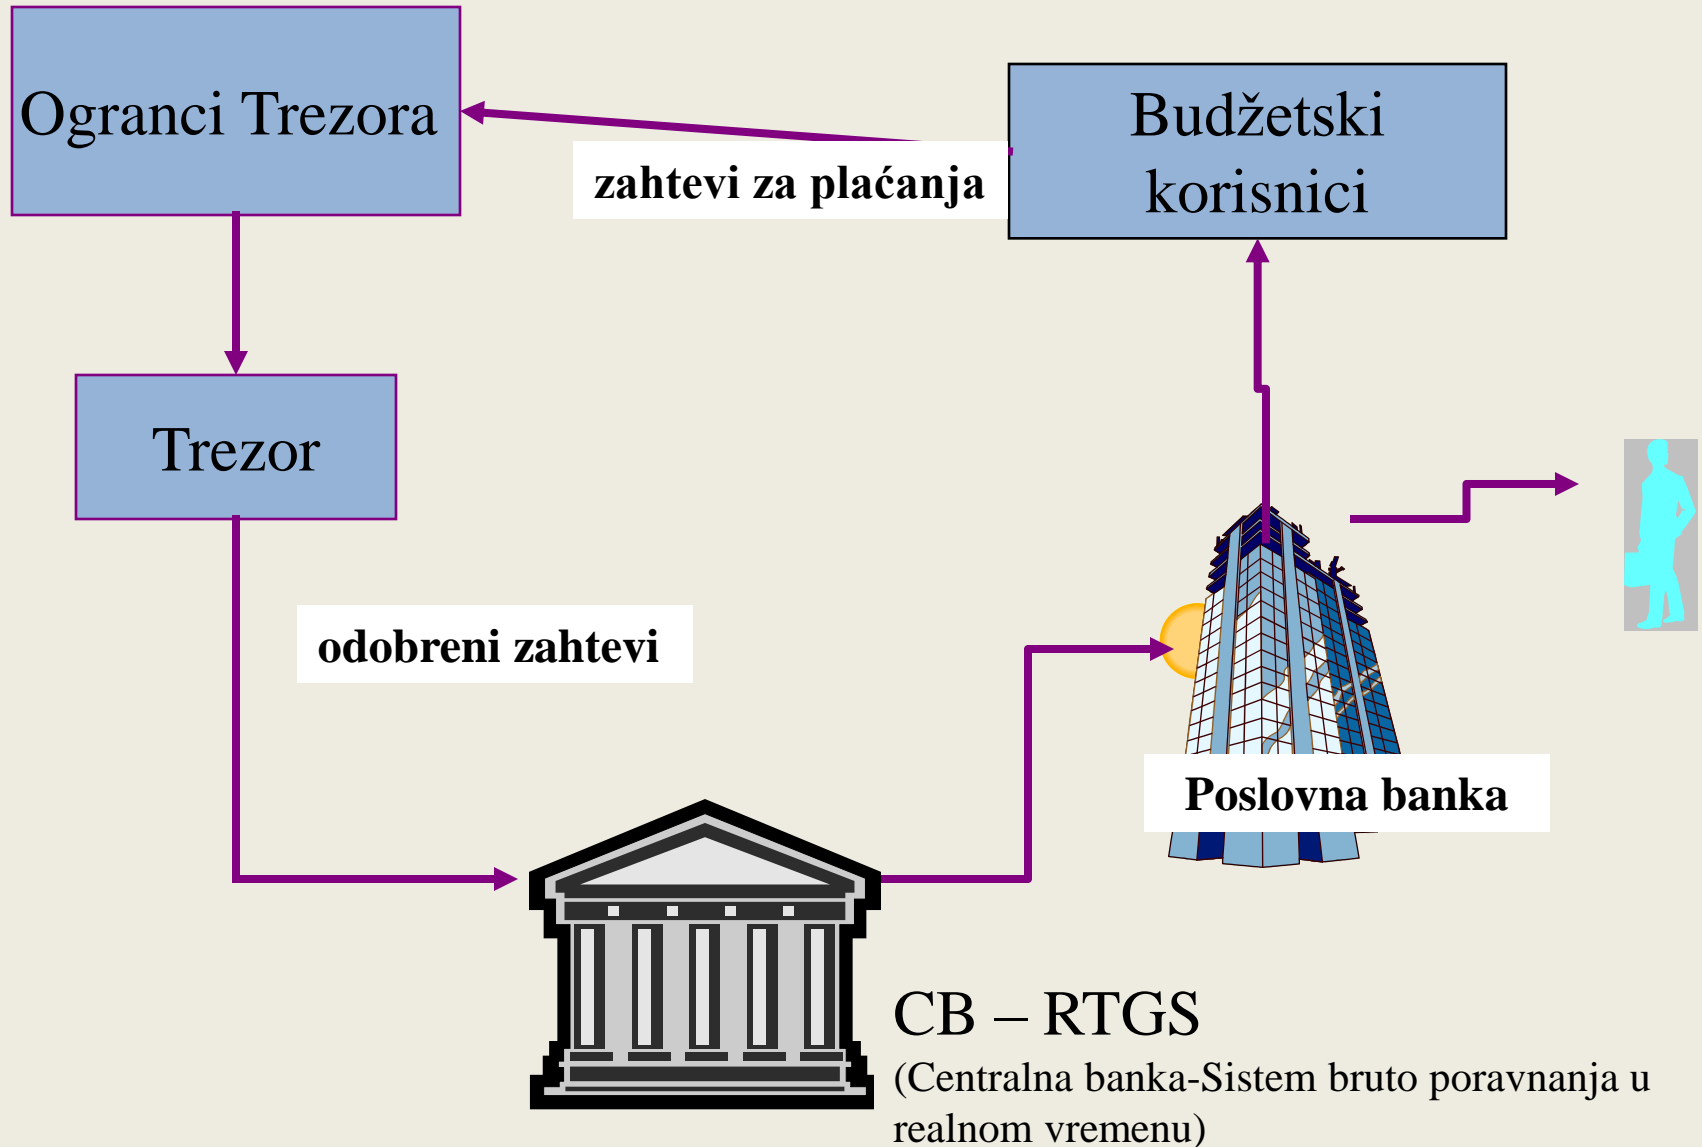 Ogranci Trezora
Budžetski
korisnici
zahtevi za plaćanja
Trezor
odobreni zahtevi
Poslovna banka
CB – RTGS
(Centralna banka-Sistem bruto poravnanja u
realnom vremenu)